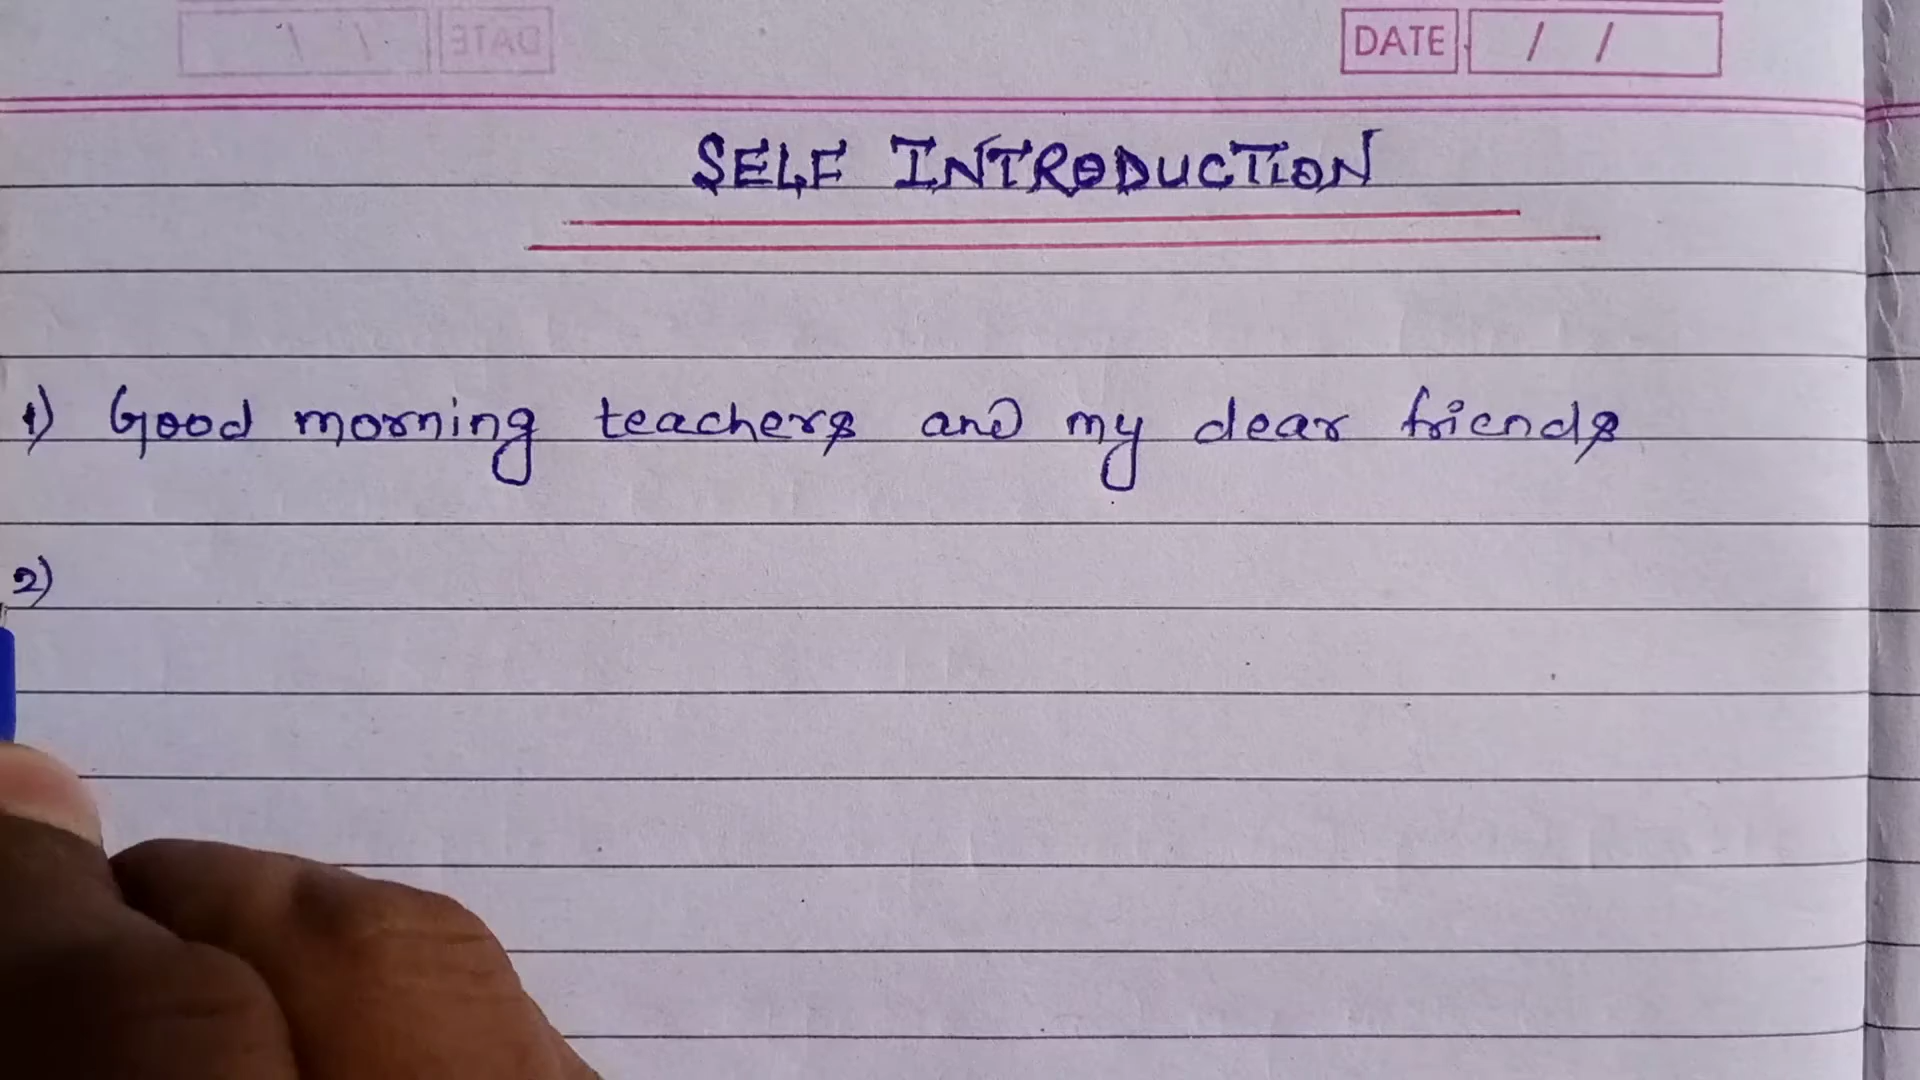 DATE / /
SELF INTRODUCTION
1) Good morning teachers and my dear friends
2)